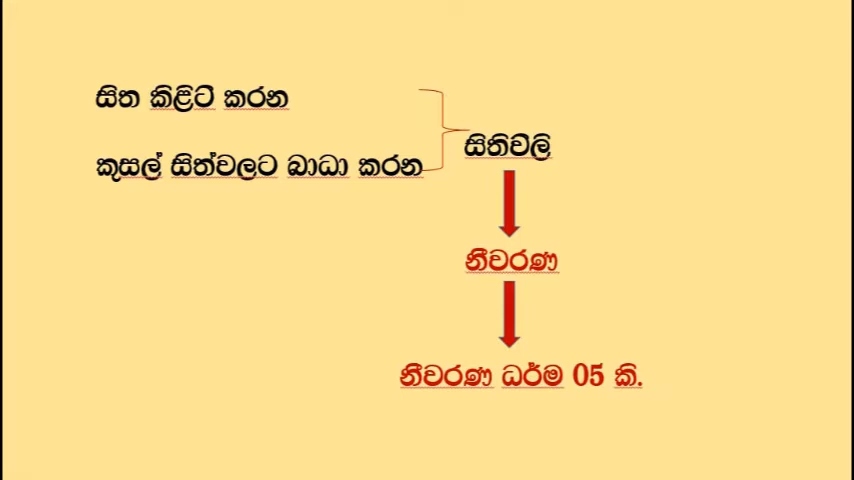 සිත කිළිටි කරන
කුසල් සිත්වලට බාධා කරන
සිතිවිලි
නීවරණ
නීවරණ ධර්ම 05 කි.